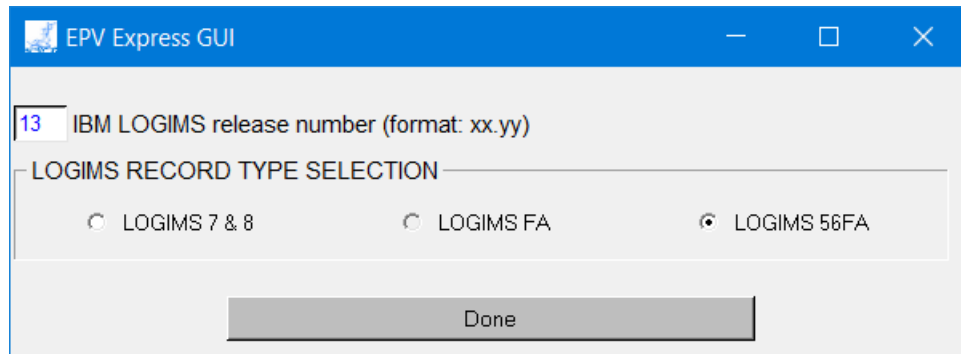 EPV Express GUI
13 IBM LOGIMS release number (format: xx.yy)
LOGIMS RECORD TYPE SELECTION
LOGIMS 7 & 8 LOGIMS FA LOGIMS 56FA
Done